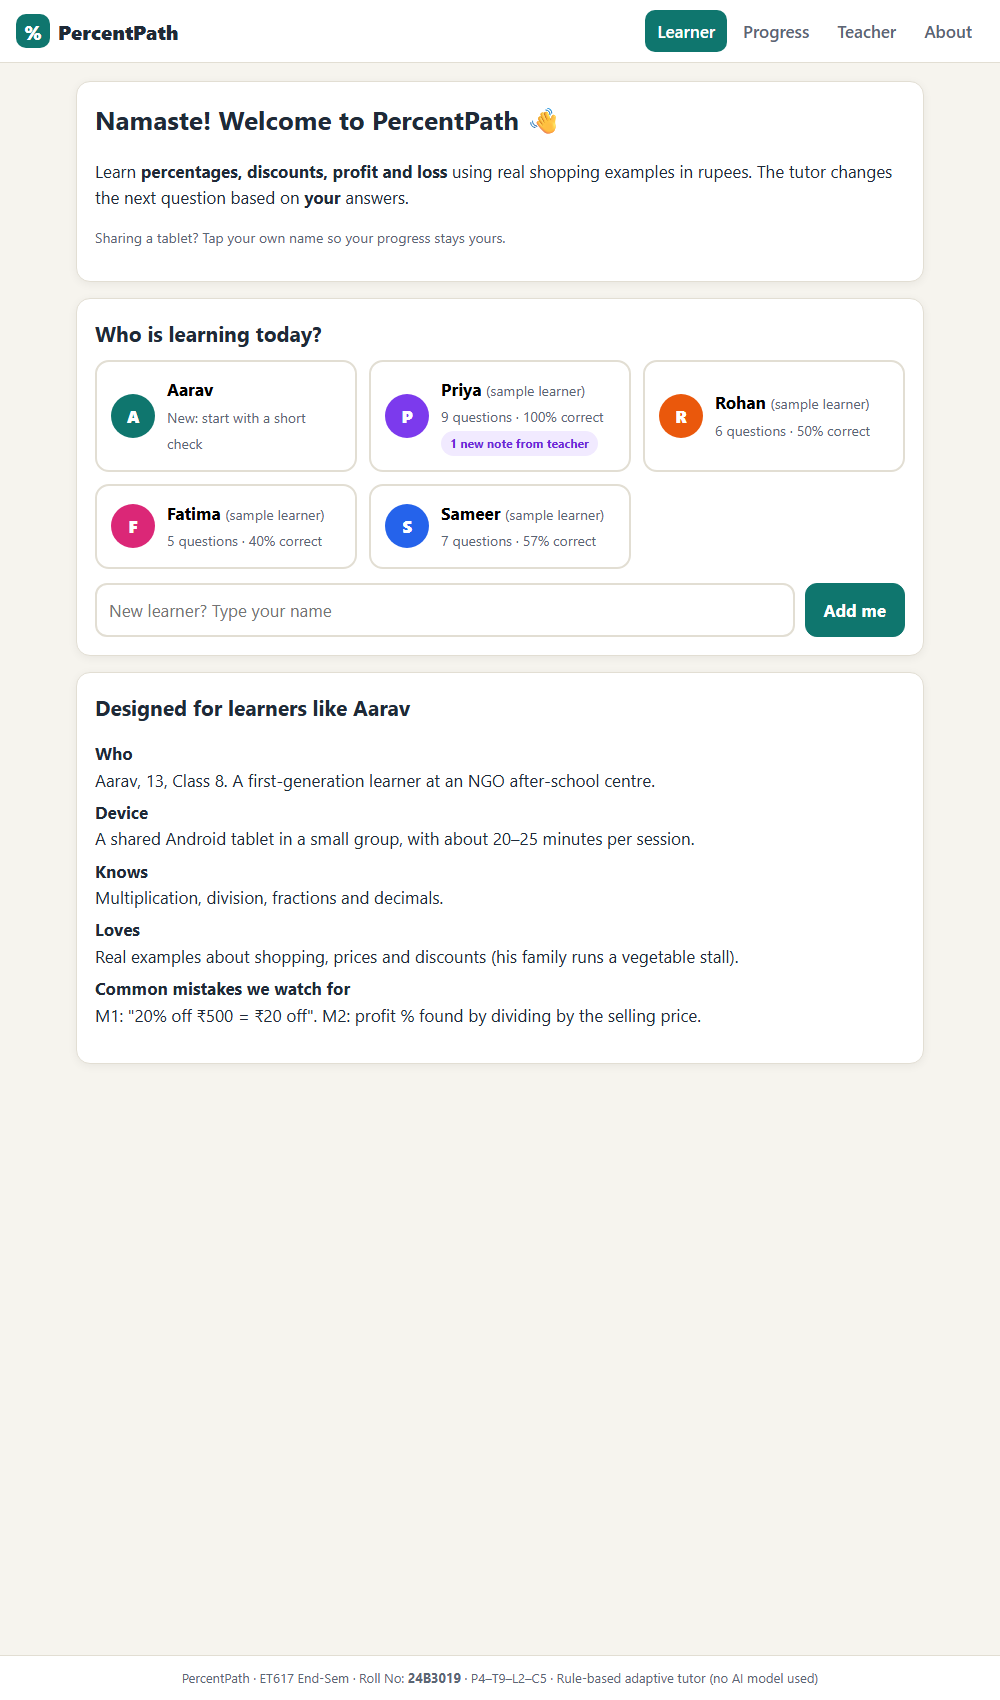 % PercentPath
Learner Progress Teacher About
Namaste! Welcome to PercentPath 👋
Learn percentages, discounts, profit and loss using real shopping examples in rupees. The tutor changes
the next question based on your answers.
Sharing a tablet? Tap your own name so your progress stays yours.
Who is learning today?
A
Aarav
New: start with a short
check
P
Priya (sample learner)
9 questions · 100% correct
1 new note from teacher
R
Rohan (sample learner)
6 questions · 50% correct
F
Fatima (sample learner)
5 questions · 40% correct
S
Sameer (sample learner)
7 questions · 57% correct
New learner? Type your name
Add me
Designed for learners like Aarav
Who
Aarav, 13, Class 8. A first-generation learner at an NGO after-school centre.
Device
A shared Android tablet in a small group, with about 20–25 minutes per session.
Knows
Multiplication, division, fractions and decimals.
Loves
Real examples about shopping, prices and discounts (his family runs a vegetable stall).
Common mistakes we watch for
M1: "20% off ₹500 = ₹20 off". M2: profit % found by dividing by the selling price.
PercentPath · ET617 End-Sem · Roll No: 24B3019 · P4–T9–L2–C5 · Rule-based adaptive tutor (no AI model used)